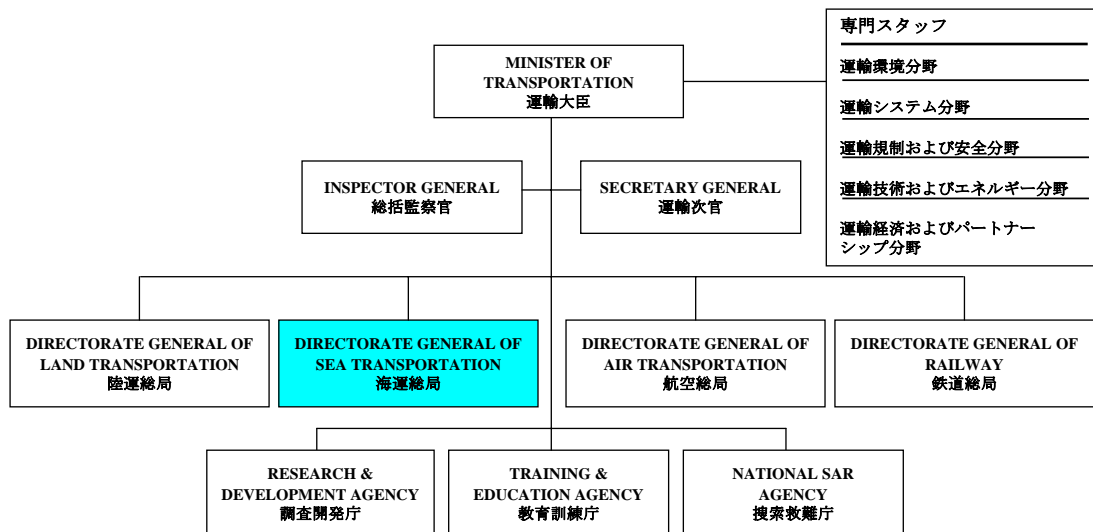 専門スタッフ
運輸環境分野
運輸システム分野
運輸規制および安全分野
運輸技術およびエネルギー分野
運輸経済およびパートナー
シップ分野
MINISTER OF
TRANSPORTATION
運輸大臣
INSPECTOR GENERAL
総括監察官
SECRETARY GENERAL
運輸次官
DIRECTORATE GENERAL OF
LAND TRANSPORTATION
陸運総局
DIRECTORATE GENERAL OF
SEA TRANSPORTATION
海運総局
DIRECTORATE GENERAL OF
AIR TRANSPORTATION
航空総局
DIRECTORATE GENERAL OF
RAILWAY
鉄道総局
RESEARCH &
DEVELOPMENT AGENCY
調査開発庁
TRAINING &
EDUCATION AGENCY
教育訓練庁
NATIONAL SAR
AGENCY
捜索救難庁